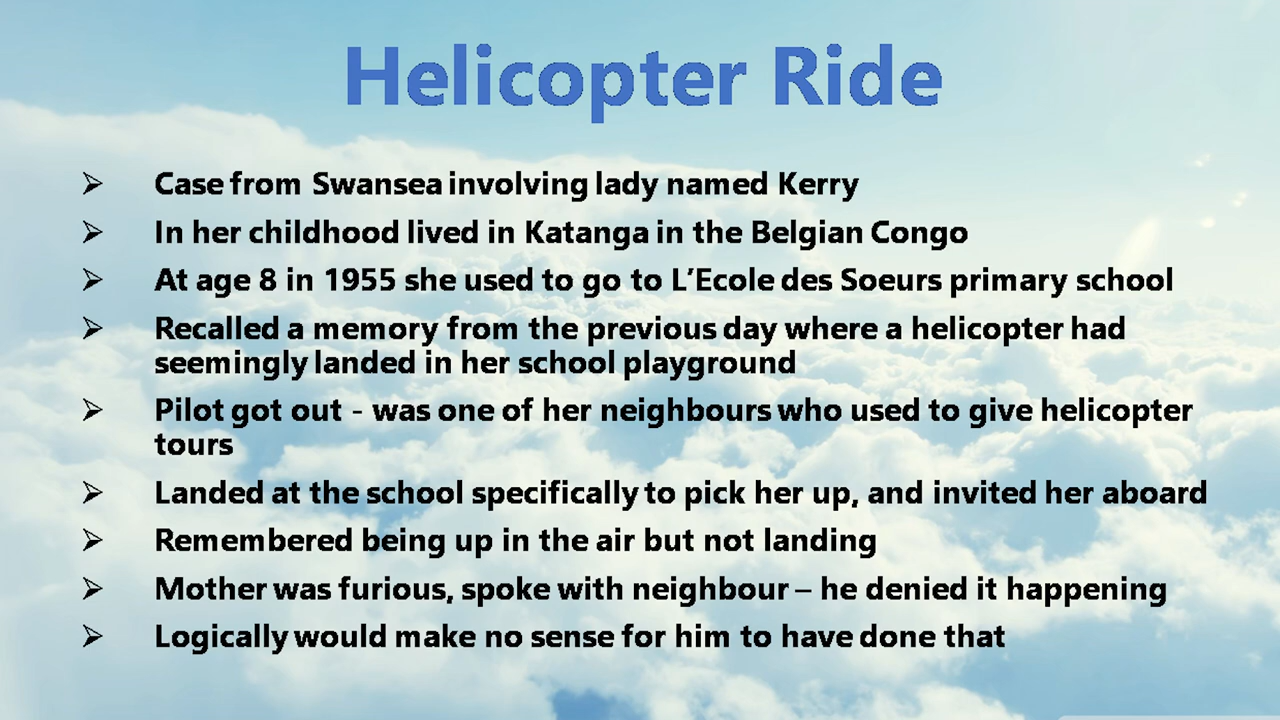 Helicopter Ride
➢ Case from Swansea involving lady named Kerry
➢ In her childhood lived in Katanga in the Belgian Congo
➢ At age 8 in 1955 she used to go to L’Ecole des Soeurs primary school
➢ Recalled a memory from the previous day where a helicopter had
seemingly landed in her school playground
➢ Pilot got out - was one of her neighbours who used to give helicopter
tours
➢ Landed at the school specifically to pick her up, and invited her aboard
➢ Remembered being up in the air but not landing
➢ Mother was furious, spoke with neighbour – he denied it happening
➢ Logically would make no sense for him to have done that